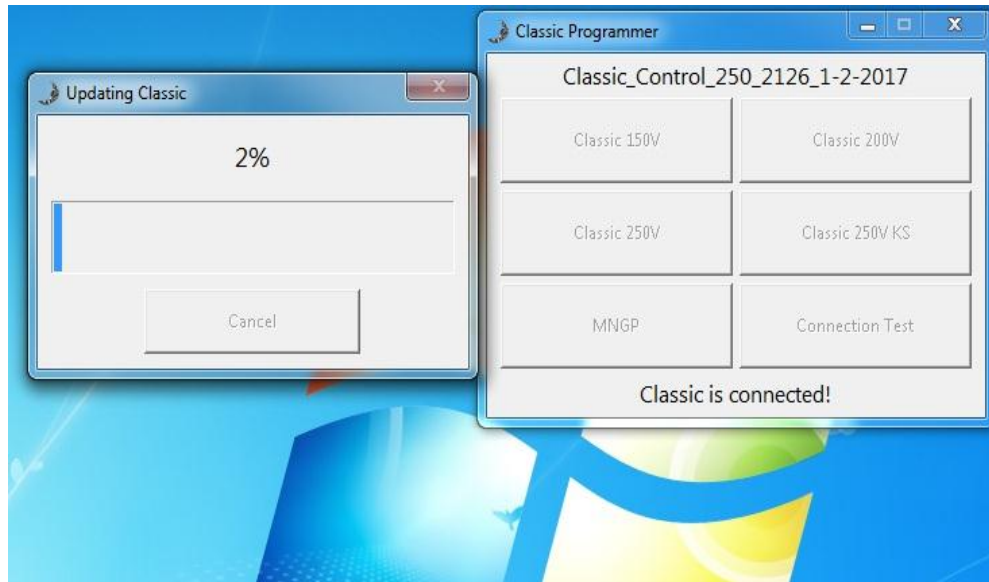 Updating Classic
2%
Cancel
Classic Programmer
Classic_Control_250_2126_1-2-2017
Classic 150V
Classic 200V
Classic 250V
Classic 250V KS
MNGP
Connection Test
Classic is connected!